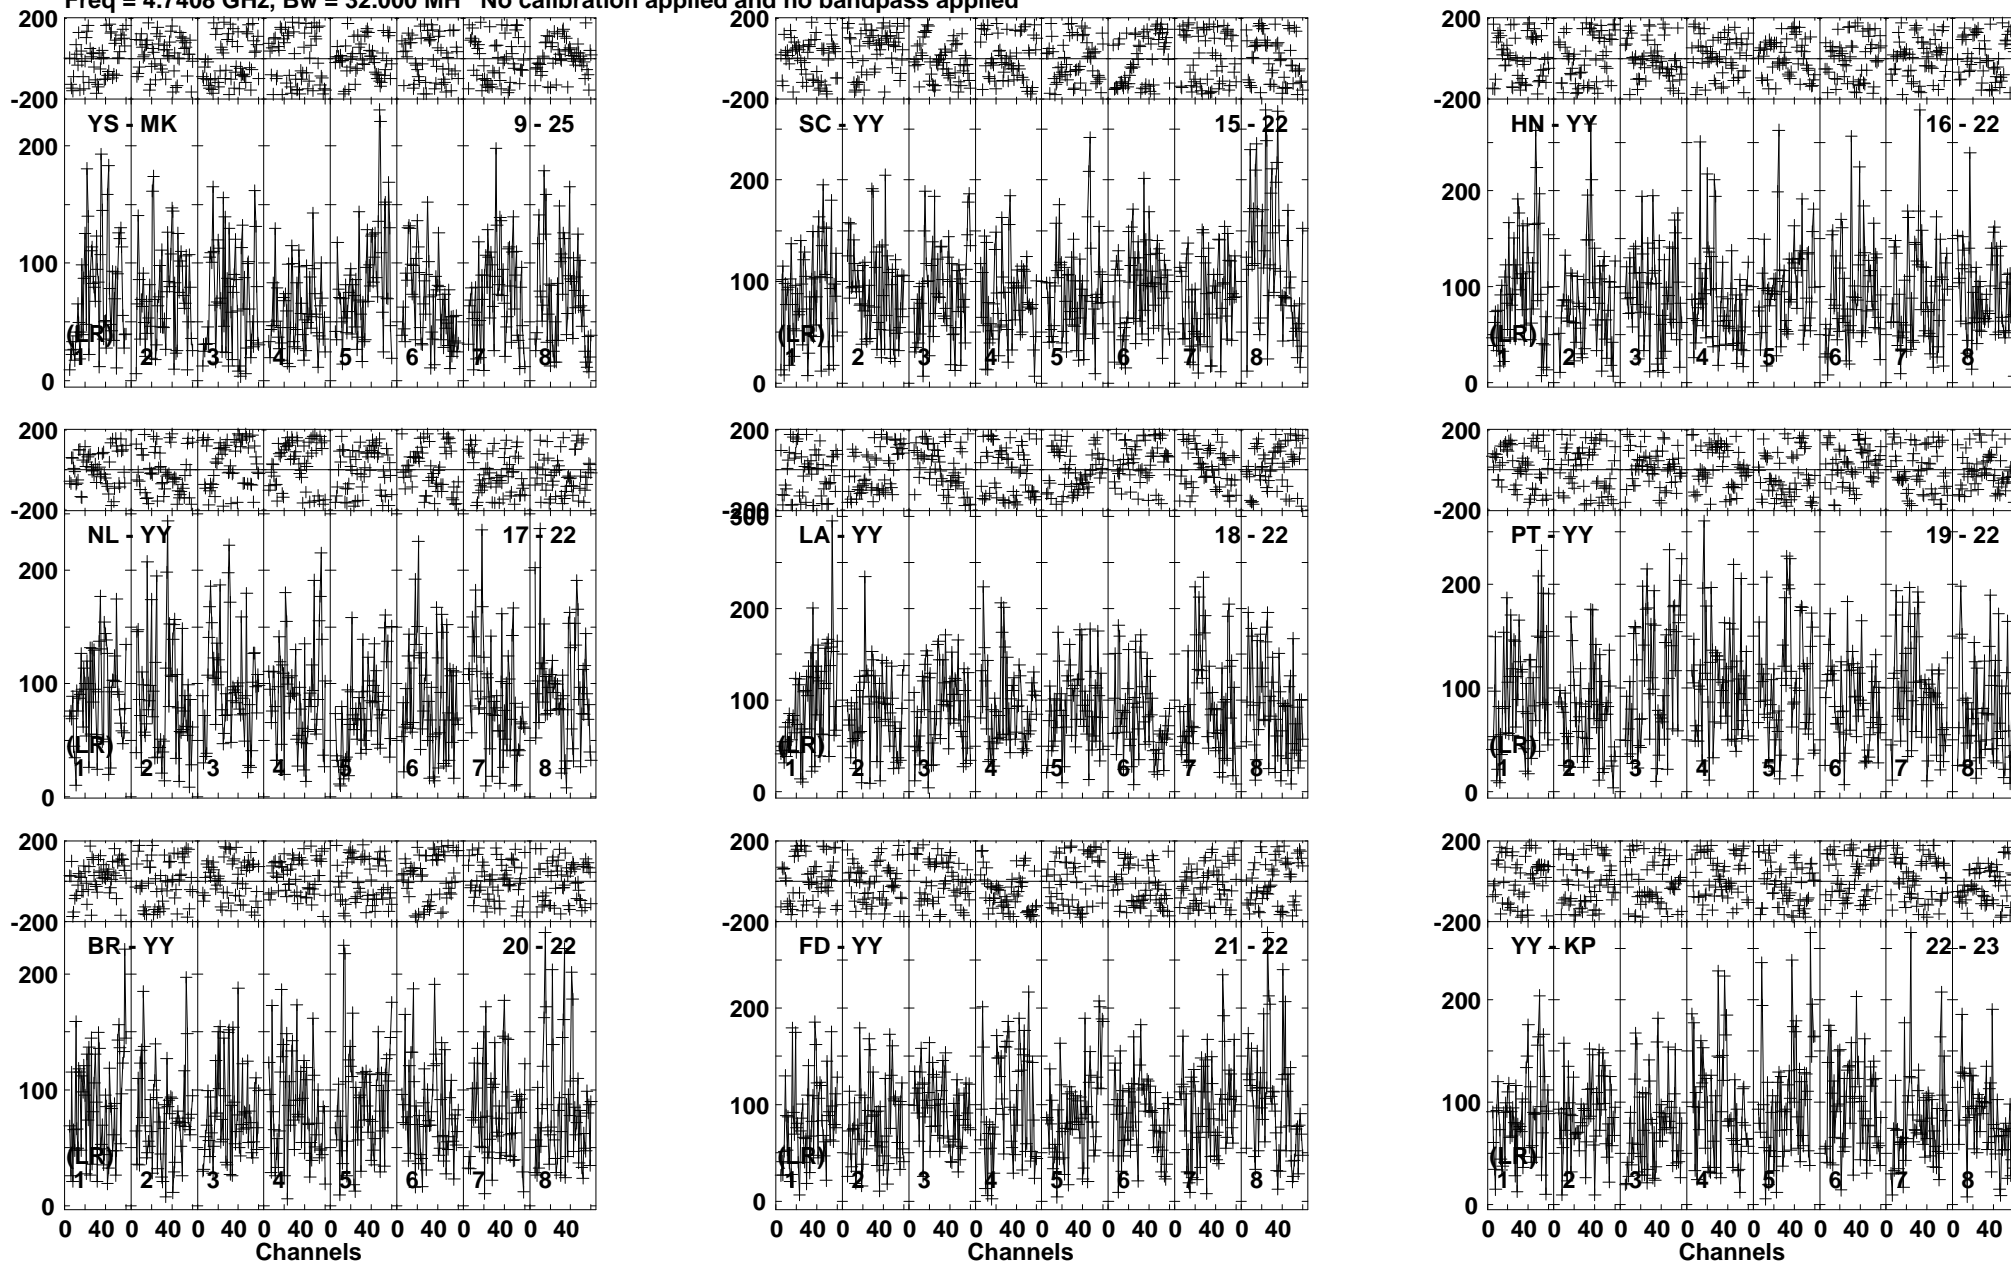 Freq = 4.7408 GHz, Bw = 32.000 MH No calibration applied and no bandpass applied
200
-200
YS - MK 9 - 25
200
100
0
(LR)
1 2 3 4 5 6 7 8
200
-200
SC - YY 15 - 22
200
100
0
(LR)
1 2 3 4 5 6 7 8
200
-200
HN - YY 16 - 22
200
100
0
(LR)
1 2 3 4 5 6 7 8
200
-200
NL - YY 17 - 22
200
100
0
(LR)
1 2 3 4 5 6 7 8
200
-200
300
LA - YY 18 - 22
200
100
0
(LR)
1 2 3 4 5 6 7 8
200
-200
PT - YY 19 - 22
200
100
0
(LR)
1 2 3 4 5 6 7 8
200
-200
BR - YY 20 - 22
200
100
0
(LR)
1 2 3 4 5 6 7 8
0 40 0 40 0 40 0 40 0 40 0 40 0 40 0 40
Channels
200
-200
FD - YY 21 - 22
200
100
0
(LR)
1 2 3 4 5 6 7 8
0 40 0 40 0 40 0 40 0 40 0 40 0 40 0 40
200
-200
YY - KP 22 - 23
200
100
0
(LR)
1 2 3 4 5 6 7 8
0 40 0 40 0 40 0 40 0 40 0 40 0 40 0 40
Channels